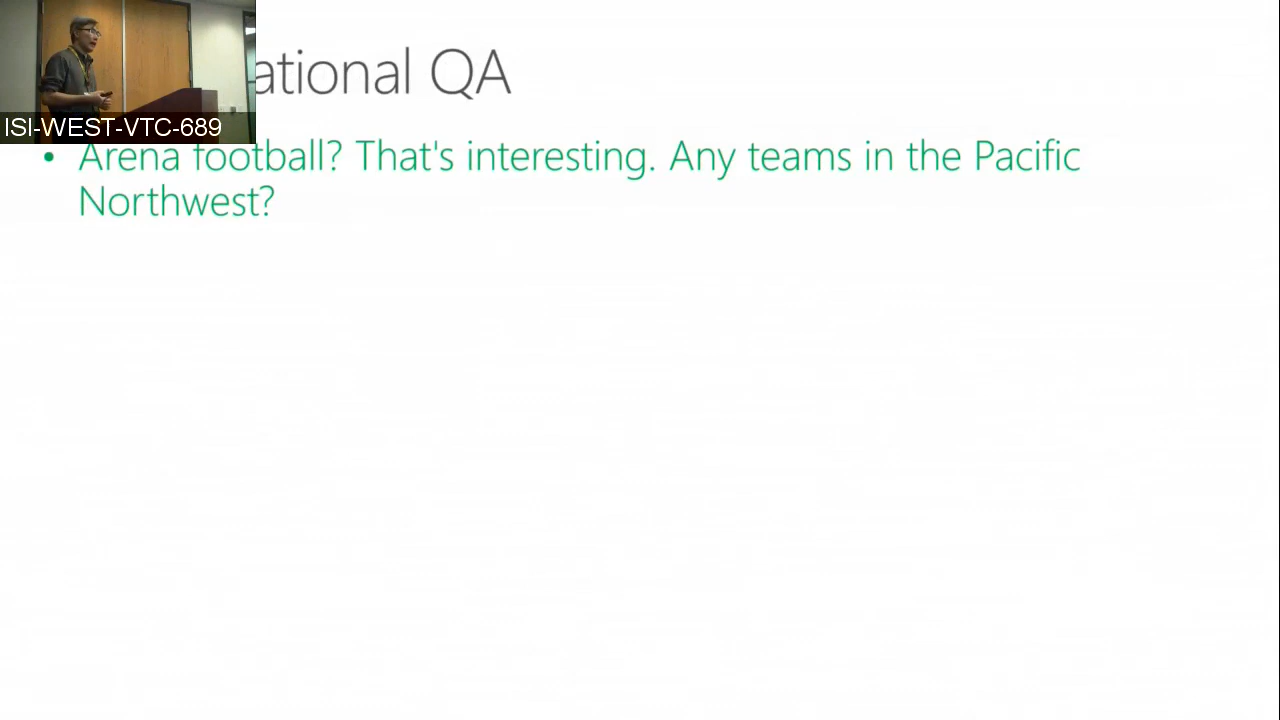 ational QA
ISI-WEST-VTC-689
• Arena football? That's interesting. Any teams in the Pacific
Northwest?